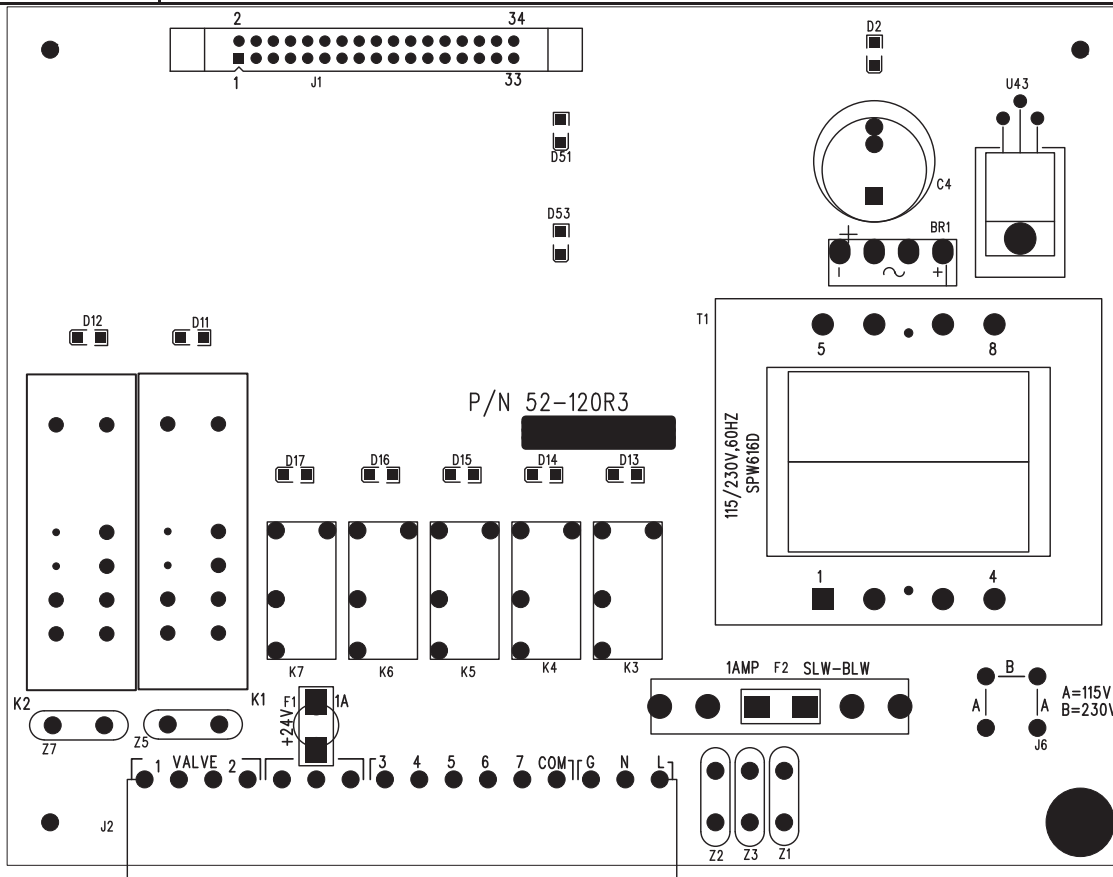 2 34
D2
1 J1 33
U43
D51
C4
D53
BR1
+
- ~ +
D12 D11
T1
5 8
P/N 52-120R3
115/230V,60HZ
SPW616D
D17 D16 D15 D14 D13
1 4
K7 K6 K5 K4 K3
1AMP F2 SLW-BLW
B
A A
A=115V
B=230V
J6
K2 K1
F1 1A
+24V
Z7 Z5
1 VALVE 2 3 4 5 6 7 COM G N L
J2
Z2 Z3 Z1